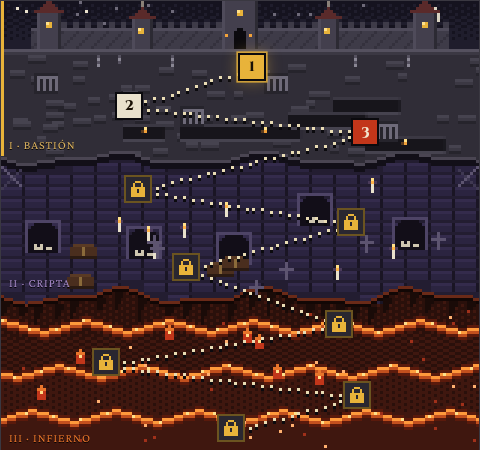 1
2
3
I · BASTIÓN
II · CRIPTA
III · INFIERNO